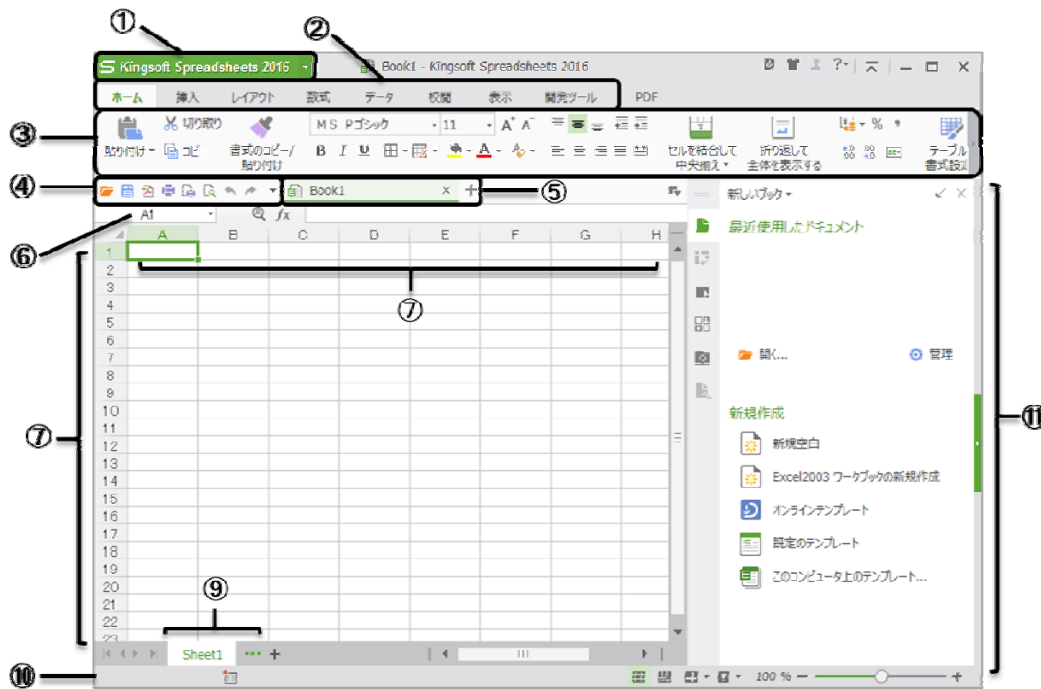 ①
②
Kingsoft Spreadsheets 2016
Book1 - Kingsoft Spreadsheets 2016
ホーム 挿入 レイアウト 数式 データ 校閲 表示 開発ツール PDF
③
切り取り
MS Pゴシック 11 A⁺ A⁻
%
貼り付け コピ 書式のコピー/
貼り付け
B I U A
セルを結合して
中央揃え
折り返して
全体を表示する
テーブル
書式設定
④
Book1 × +
⑤
新しいブック
⑥
A1
fx
最近使用したドキュメント
A B C D E F G H
1
2
⑦
3
4
5
6
7
開く...
管理
8
9
10
新規作成
⑪
⑦
11
12
新規空白
13
14
Excel2003 ワークブックの新規作成
15
16
オンラインテンプレート
17
18
既定のテンプレート
19
20
このコンピュータ上のテンプレート...
⑨
21
22
23
Sheet1 +
⑩
100 %